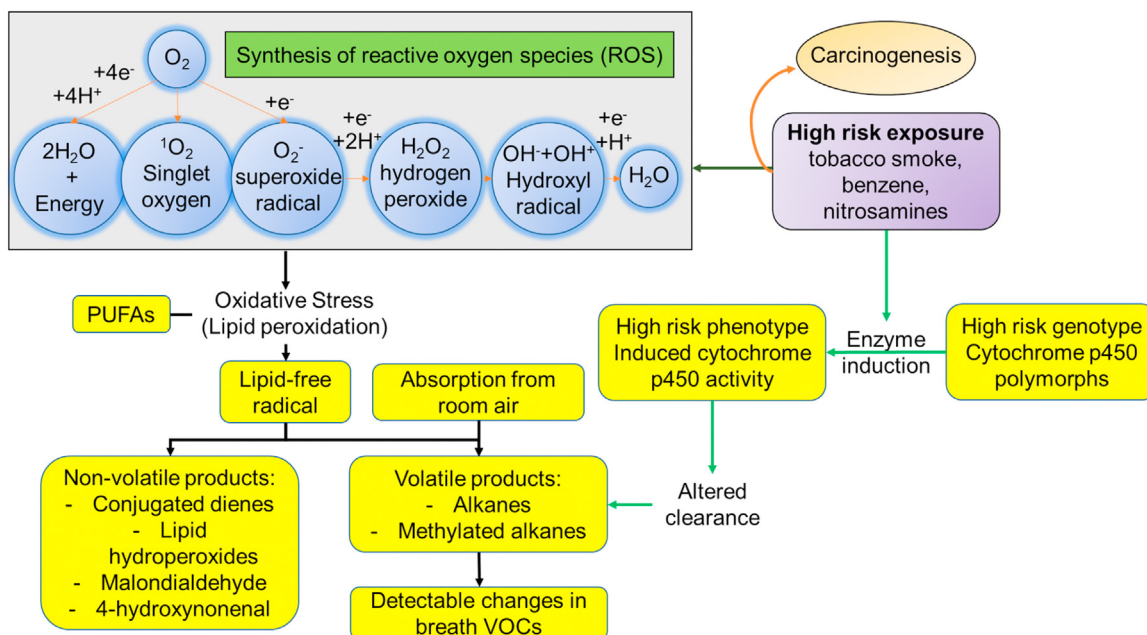 Synthesis of reactive oxygen species (ROS)
O₂
+4e-
+4H⁺
+e-
+e-
+2H⁺
+e-
+H⁺
2H₂O
+
Energy
¹O₂
Singlet
oxygen
O₂⁻
superoxide
radical
H₂O₂
hydrogen
peroxide
OH⁻+OH⁺
Hydroxyl
radical
H₂O
Carcinogenesis
High risk exposure
tobacco smoke,
benzene,
nitrosamines
PUFAs
Oxidative Stress
(Lipid peroxidation)
High risk phenotype
Induced cytochrome
p450 activity
Enzyme
induction
High risk genotype
Cytochrome p450
polymorphs
Lipid-free
radical
Absorption from
room air
Non-volatile products:
- Conjugated dienes
- Lipid
hydroperoxides
- Malondialdehyde
- 4-hydroxynonenal
Volatile products:
- Alkanes
- Methylated alkanes
Altered
clearance
Detectable changes in
breath VOCs